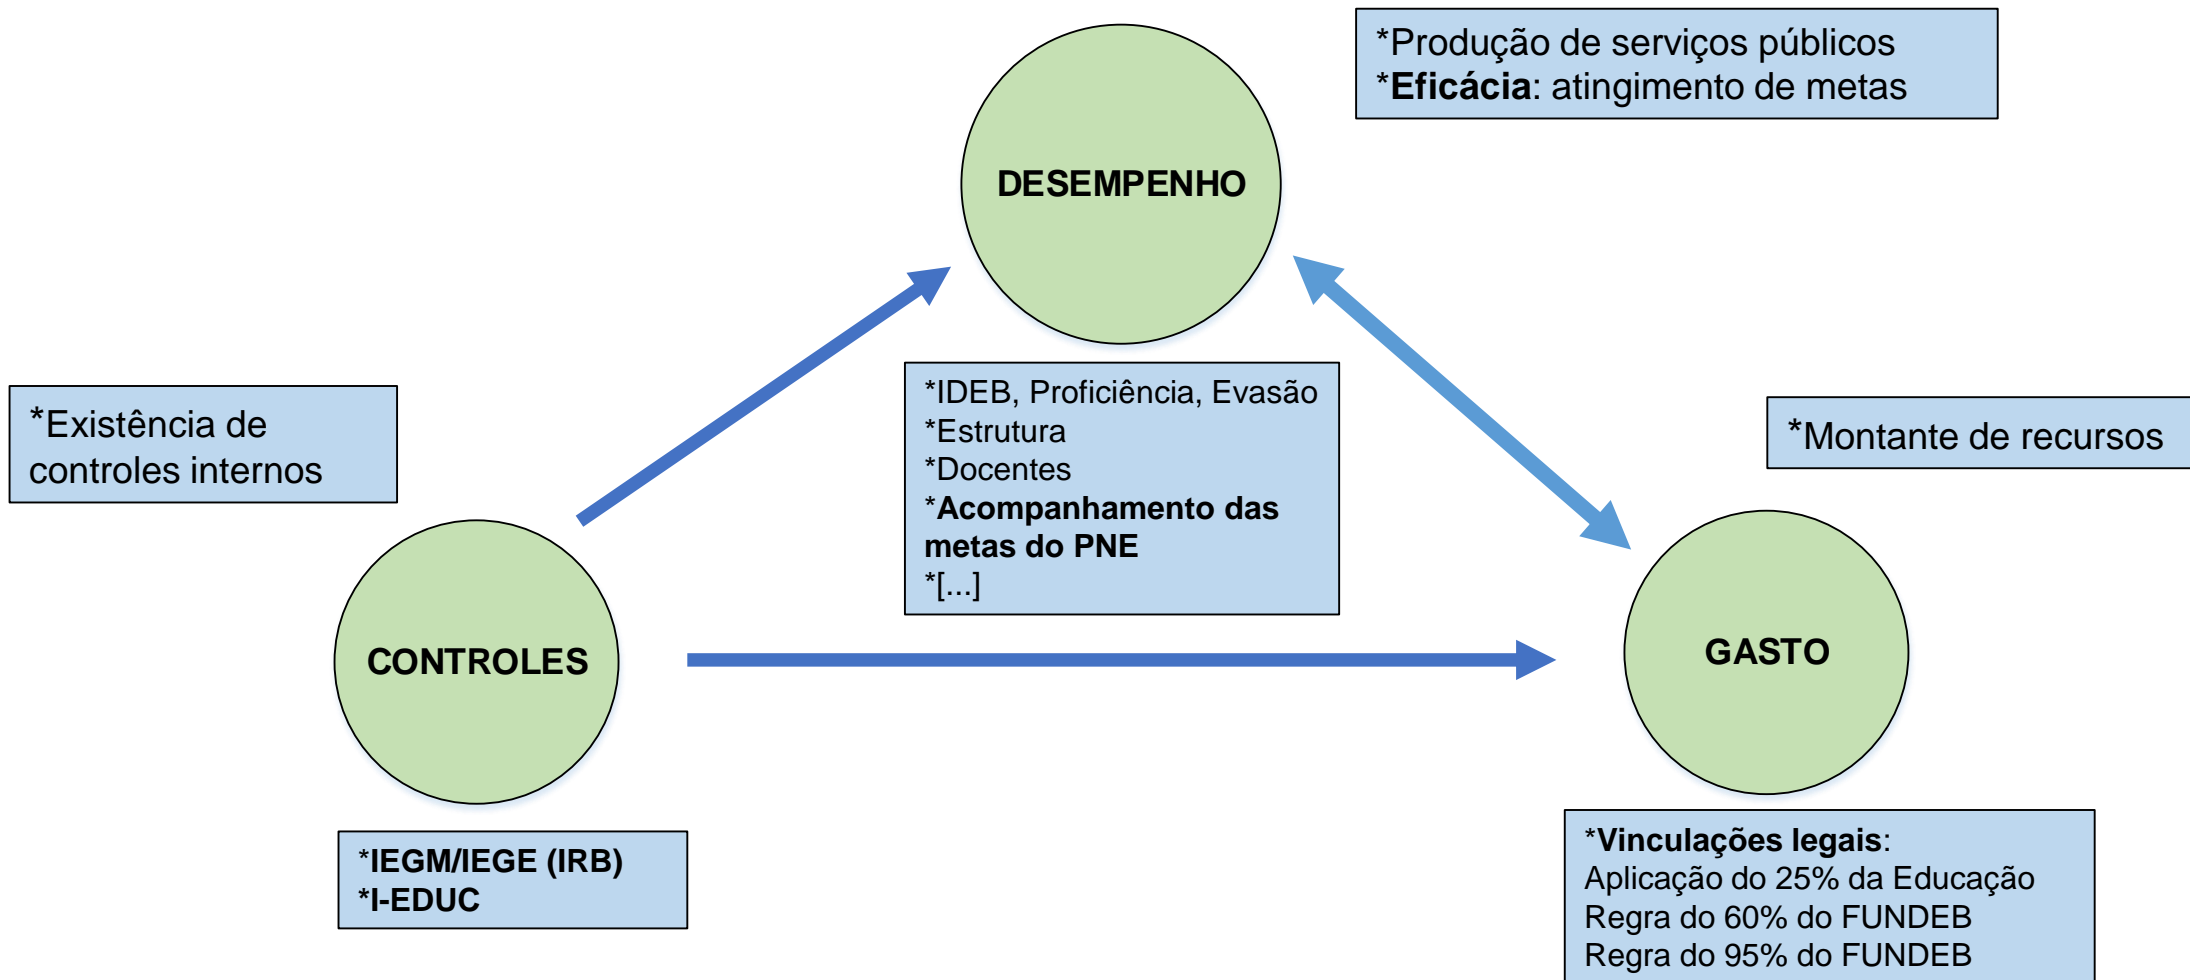 *Produção de serviços públicos
*Eficácia: atingimento de metas
DESEMPENHO
*IDEB, Proficiência, Evasão
*Estrutura
*Docentes
*Acompanhamento das
metas do PNE
*[...]
*Existência de
controles internos
*Montante de recursos
CONTROLES
GASTO
*IEGM/IEGE (IRB)
*I-EDUC
*Vinculações legais:
Aplicação do 25% da Educação
Regra do 60% do FUNDEB
Regra do 95% do FUNDEB